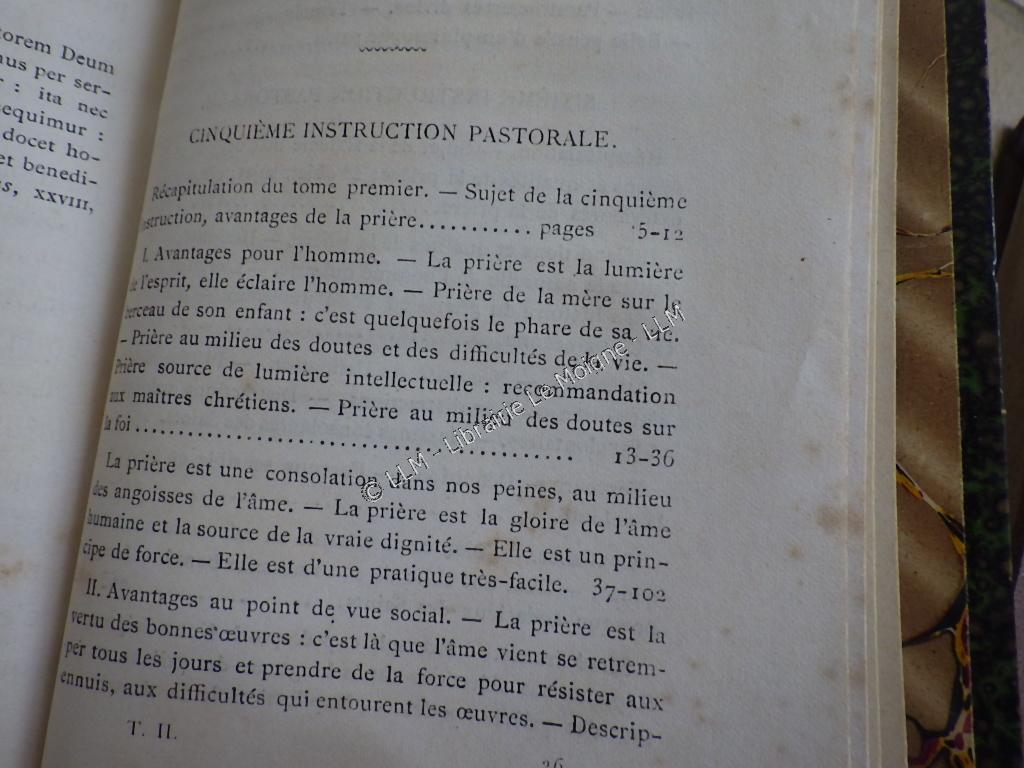 torem Deum
nus per ser-
: ita nec
sequimur :
docet ho-
et benedi-
XXVIII,
CINQUIÈME INSTRUCTION PASTORALE.
Récapitulation du tome premier. — Sujet de la cinquième
instruction, avantages de la prière........... pages 5-12
I. Avantages pour l'homme. — La prière est la lumière
de l'esprit, elle éclaire l'homme. — Prière de la mère sur le
berceau de son enfant : c'est quelquefois le phare de sa vie.
– Prière au milieu des doutes et des difficultés de la vie. —
Prière source de lumière intellectuelle : recommandation
aux maîtres chrétiens. — Prière au milieu des doutes sur
la foi ........................................ 13-36
La prière est une consolation dans nos peines, au milieu
des angoisses de l'âme. — La prière est la gloire de l'âme
humaine et la source de la vraie dignité. — Elle est un prin-
cipe de force. — Elle est d'une pratique très-facile. 37-102
II. Avantages au point de vue social. — La prière est la
vertu des bonnes œuvres : c'est là que l'âme vient se retrem-
per tous les jours et prendre de la force pour résister aux
ennuis, aux difficultés qui entourent les œuvres. — Descrip-
T. II.
© LLM - Librairie Le Moine - LLM